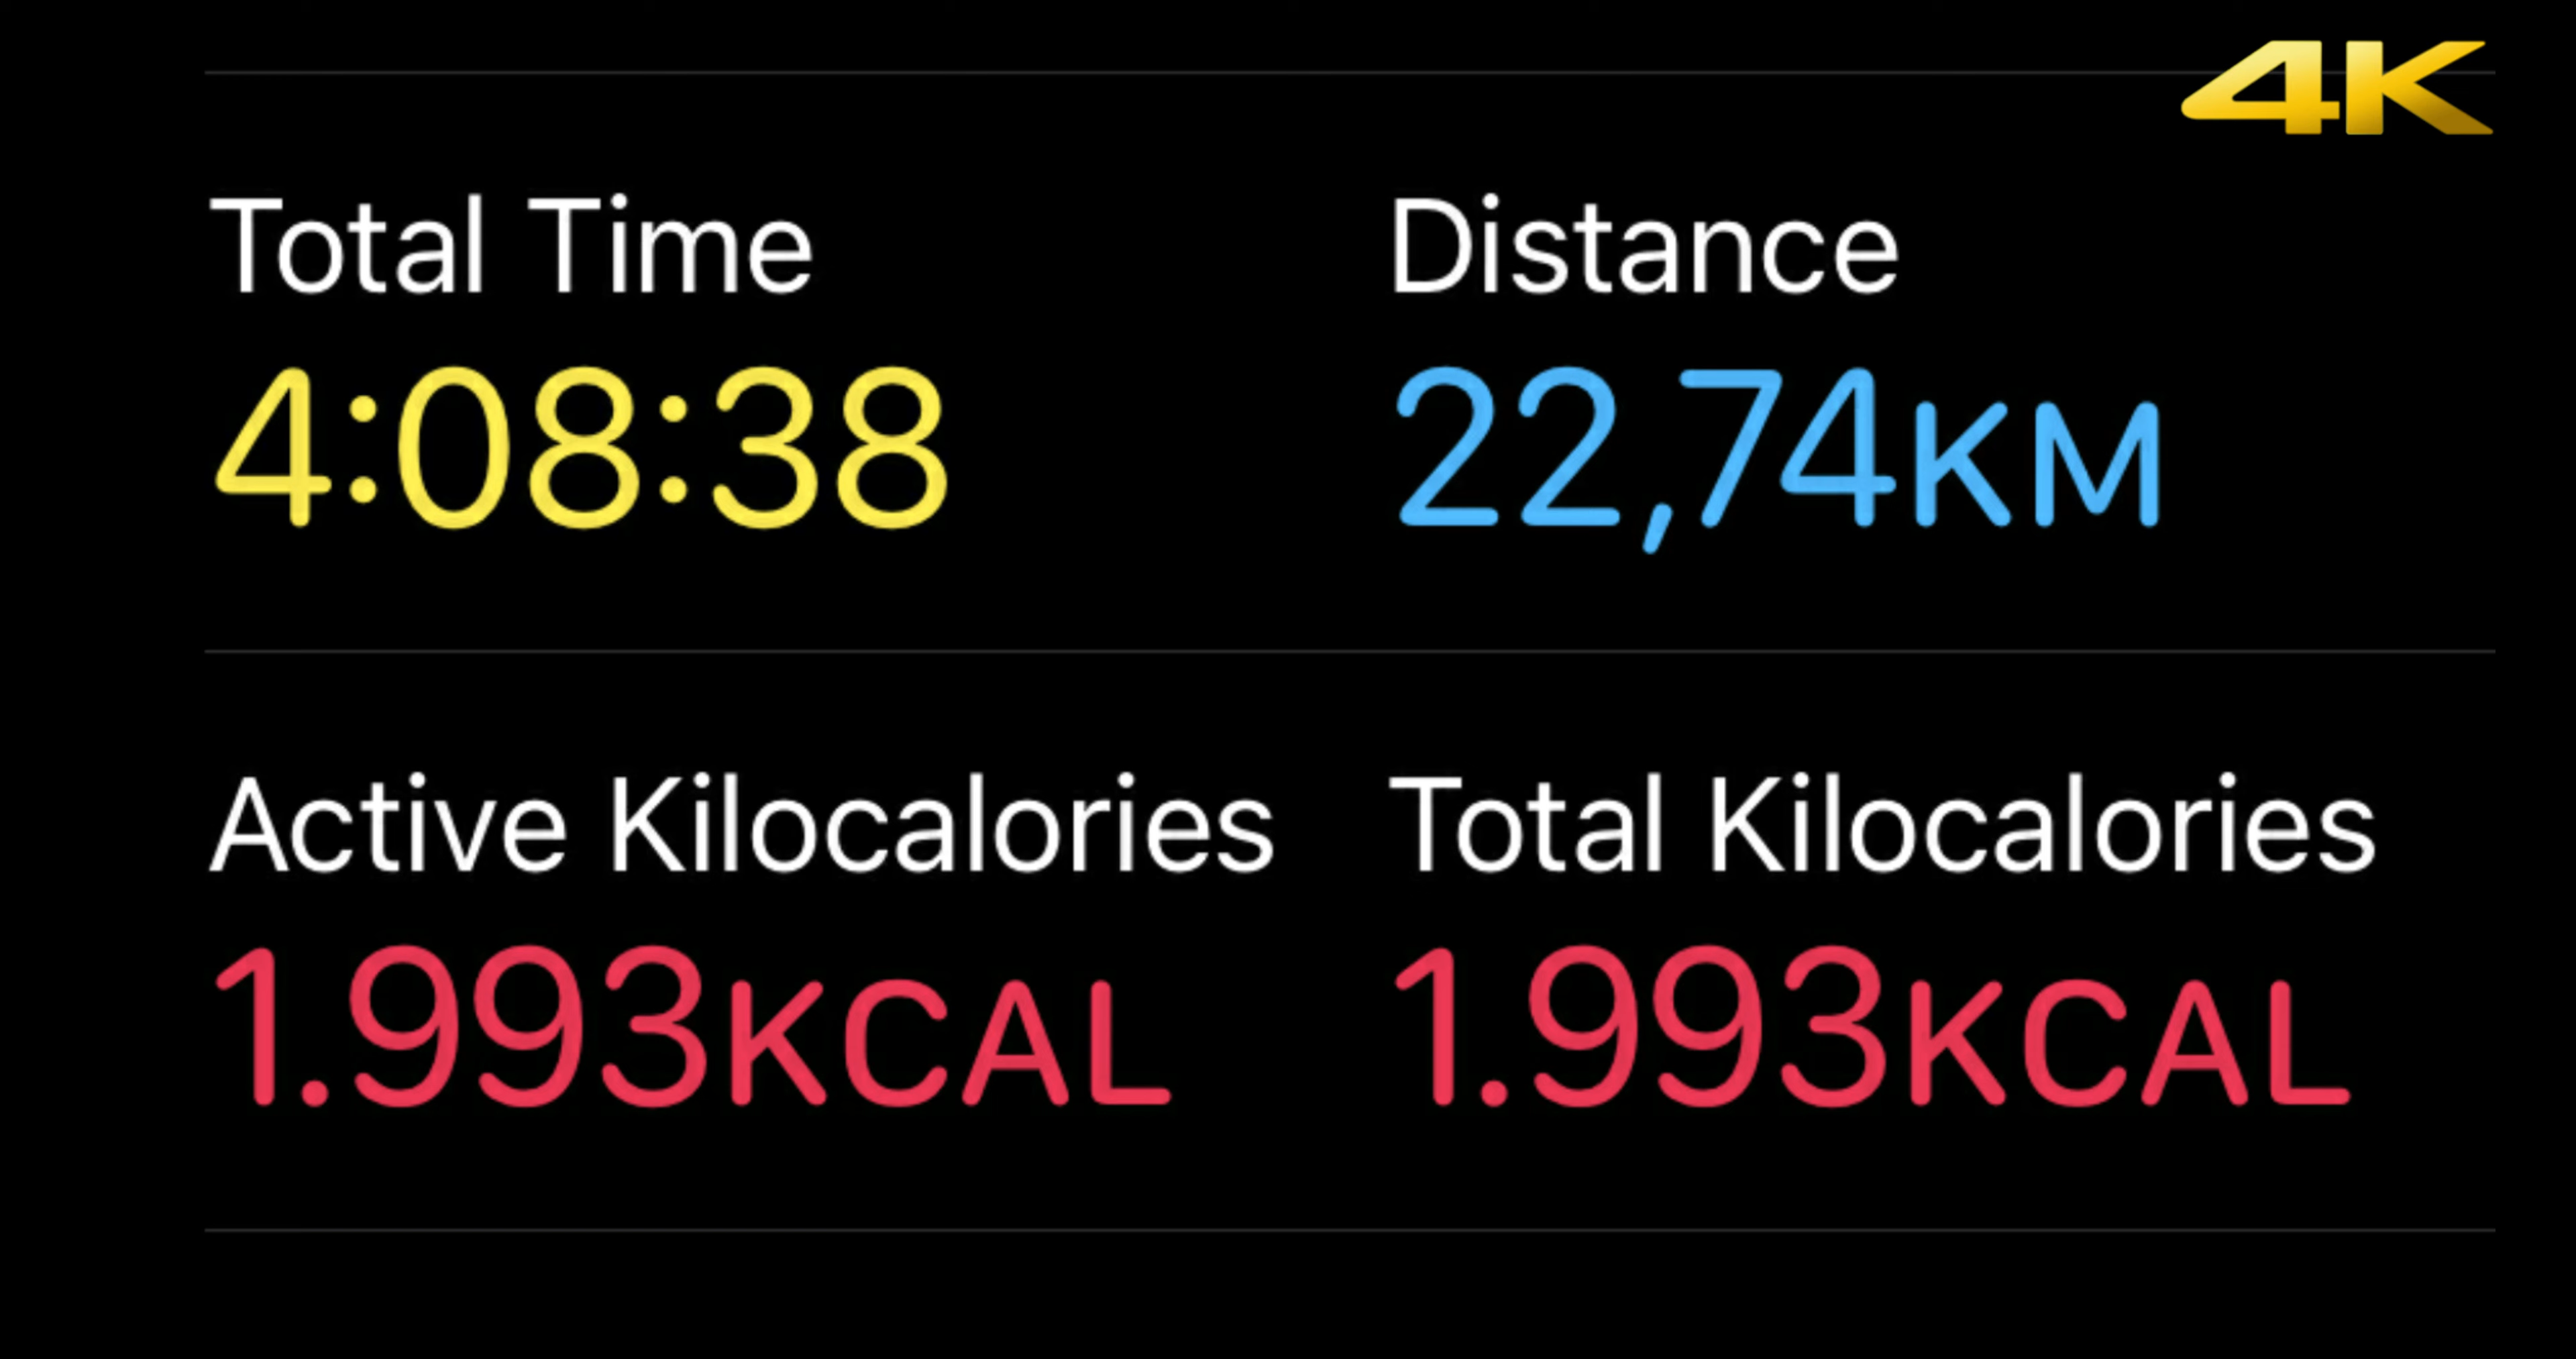 4K
Total Time
Distance
4:08:38
22,74KM
Active Kilocalories
Total Kilocalories
1.993KCAL
1.993KCAL